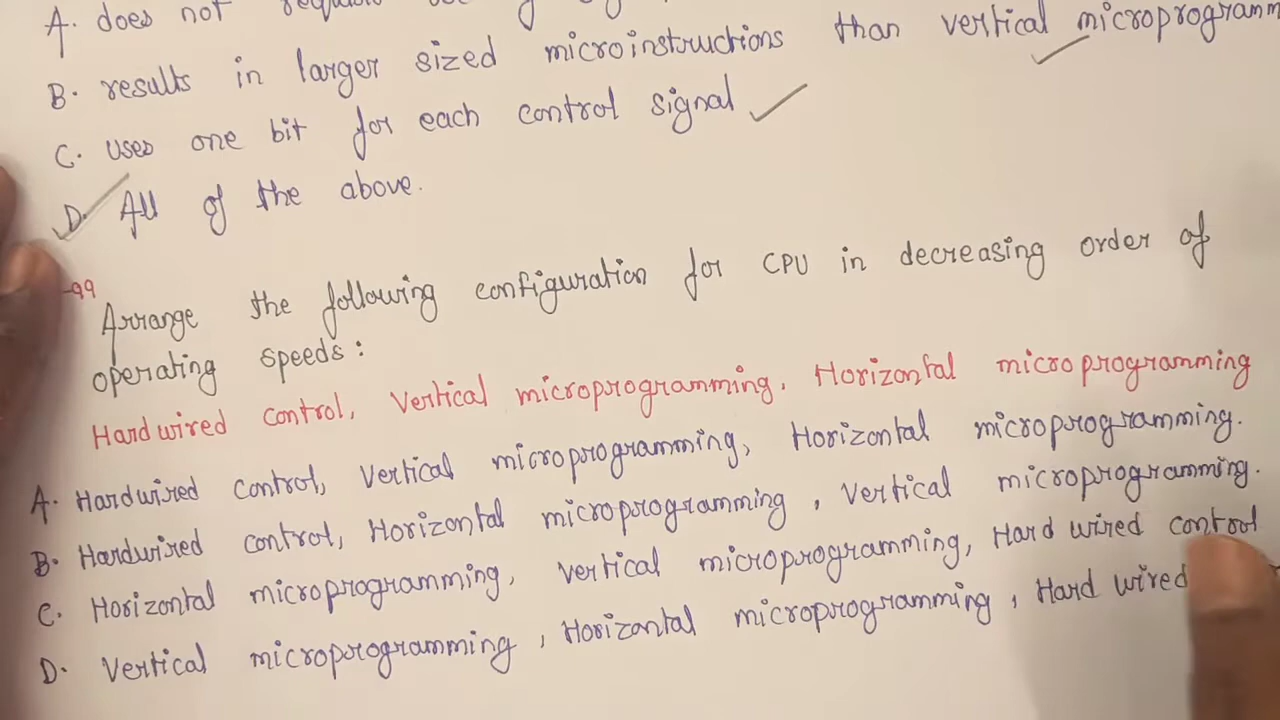 A. does not
B. results in larger sized microinstructions than vertical microprogramm
C. uses one bit for each control signal
D. All of the above.
-99
Arrange the following configuration for CPU in decreasing order of
operating speeds:
Hardwired control, Vertical microprogramming, Horizontal microprogramming
A. Hardwired control, Vertical microprogramming, Horizontal microprogramming.
B. Hardwired control, Horizontal microprogramming, Vertical microprogramming.
C. Horizontal microprogramming, Vertical microprogramming, Hard wired control
D. Vertical microprogramming, Horizontal microprogramming, Hard wired